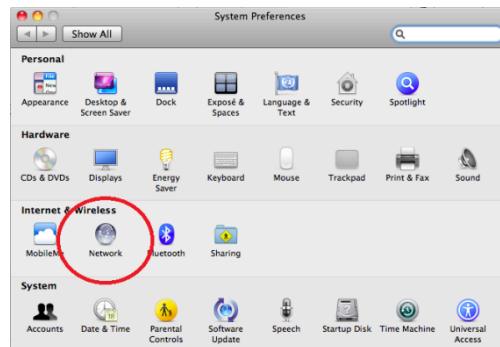 System Preferences
Show All
Personal
Appearance
Desktop &
Screen Saver
Dock
Exposé &
Spaces
Language &
Text
Security
Spotlight
Hardware
CDs & DVDs
Displays
Energy
Saver
Keyboard
Mouse
Trackpad
Print & Fax
Sound
Internet & Wireless
MobileMe
Network
Bluetooth
Sharing
System
Accounts
Date & Time
Parental
Controls
Software
Update
Speech
Startup Disk
Time Machine
Universal
Access